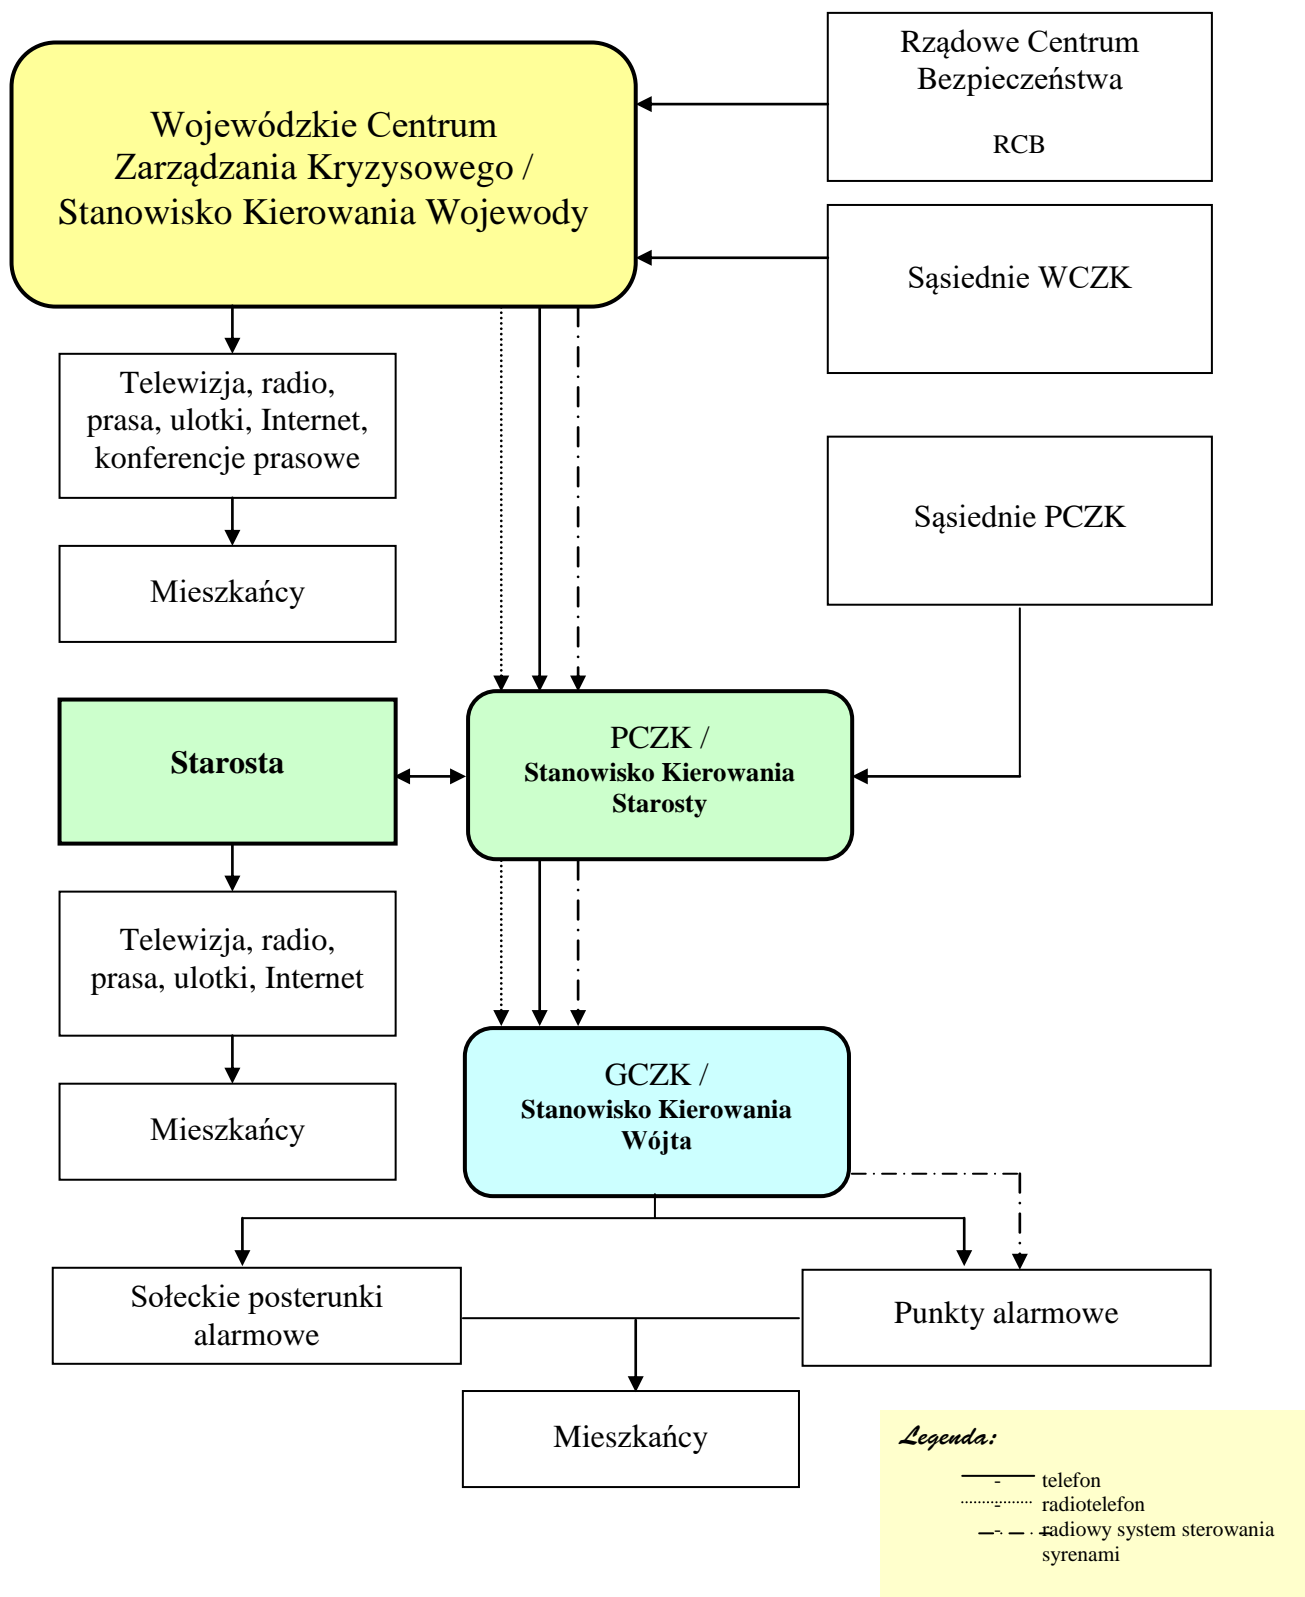 Rządowe Centrum
Bezpieczeństwa
RCB
Wojewódzkie Centrum
Zarządzania Kryzysowego /
Stanowisko Kierowania Wojewody
Sąsiednie WCZK
Telewizja, radio,
prasa, ulotki, Internet,
konferencje prasowe
Sąsiednie PCZK
Mieszkańcy
Starosta
PCZK /
Stanowisko Kierowania
Starosty
Telewizja, radio,
prasa, ulotki, Internet
GCZK /
Stanowisko Kierowania
Wójta
Mieszkańcy
Sołeckie posterunki
alarmowe
Punkty alarmowe
Mieszkańcy
Legenda:
- telefon
- radiotelefon
- radiowy system sterowania
syrenami